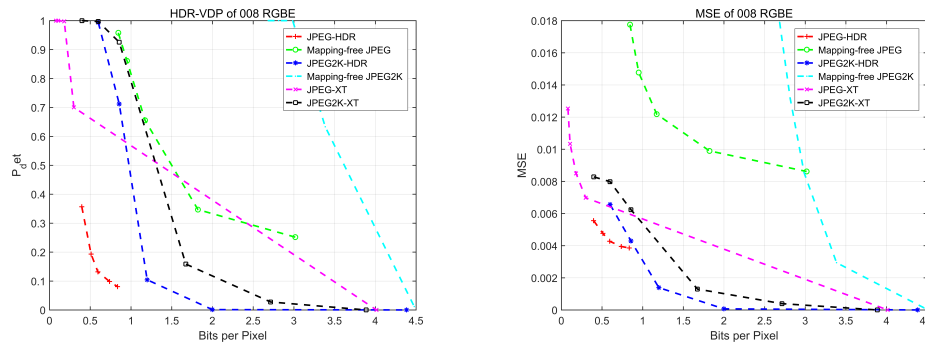 HDR-VDP of 008 RGBE
1
0.9
0.8
0.7
0.6
0.5
0.4
0.3
0.2
0.1
0
P_det
0 0.5 1 1.5 2 2.5 3 3.5 4 4.5
Bits per Pixel
JPEG-HDR
Mapping-free JPEG
JPEG2K-HDR
Mapping-free JPEG2K
JPEG-XT
JPEG2K-XT
MSE of 008 RGBE
0.018
0.016
0.014
0.012
0.01
0.008
0.006
0.004
0.002
0
MSE
0 0.5 1 1.5 2 2.5 3 3.5 4 4.5
Bits per Pixel
JPEG-HDR
Mapping-free JPEG
JPEG2K-HDR
Mapping-free JPEG2K
JPEG-XT
JPEG2K-XT